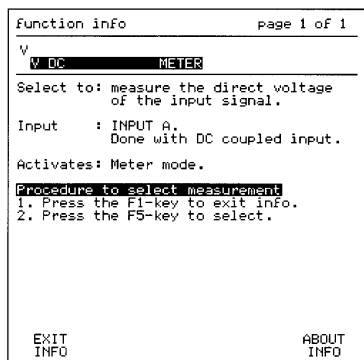 function info page 1 of 1
V
V DC METER
Select to: measure the direct voltage
of the input signal.
Input : INPUT A.
Done with DC coupled input.
Activates: Meter mode.
Procedure to select measurement
1. Press the F1-key to exit info.
2. Press the F5-key to select.
EXIT ABOUT
INFO INFO